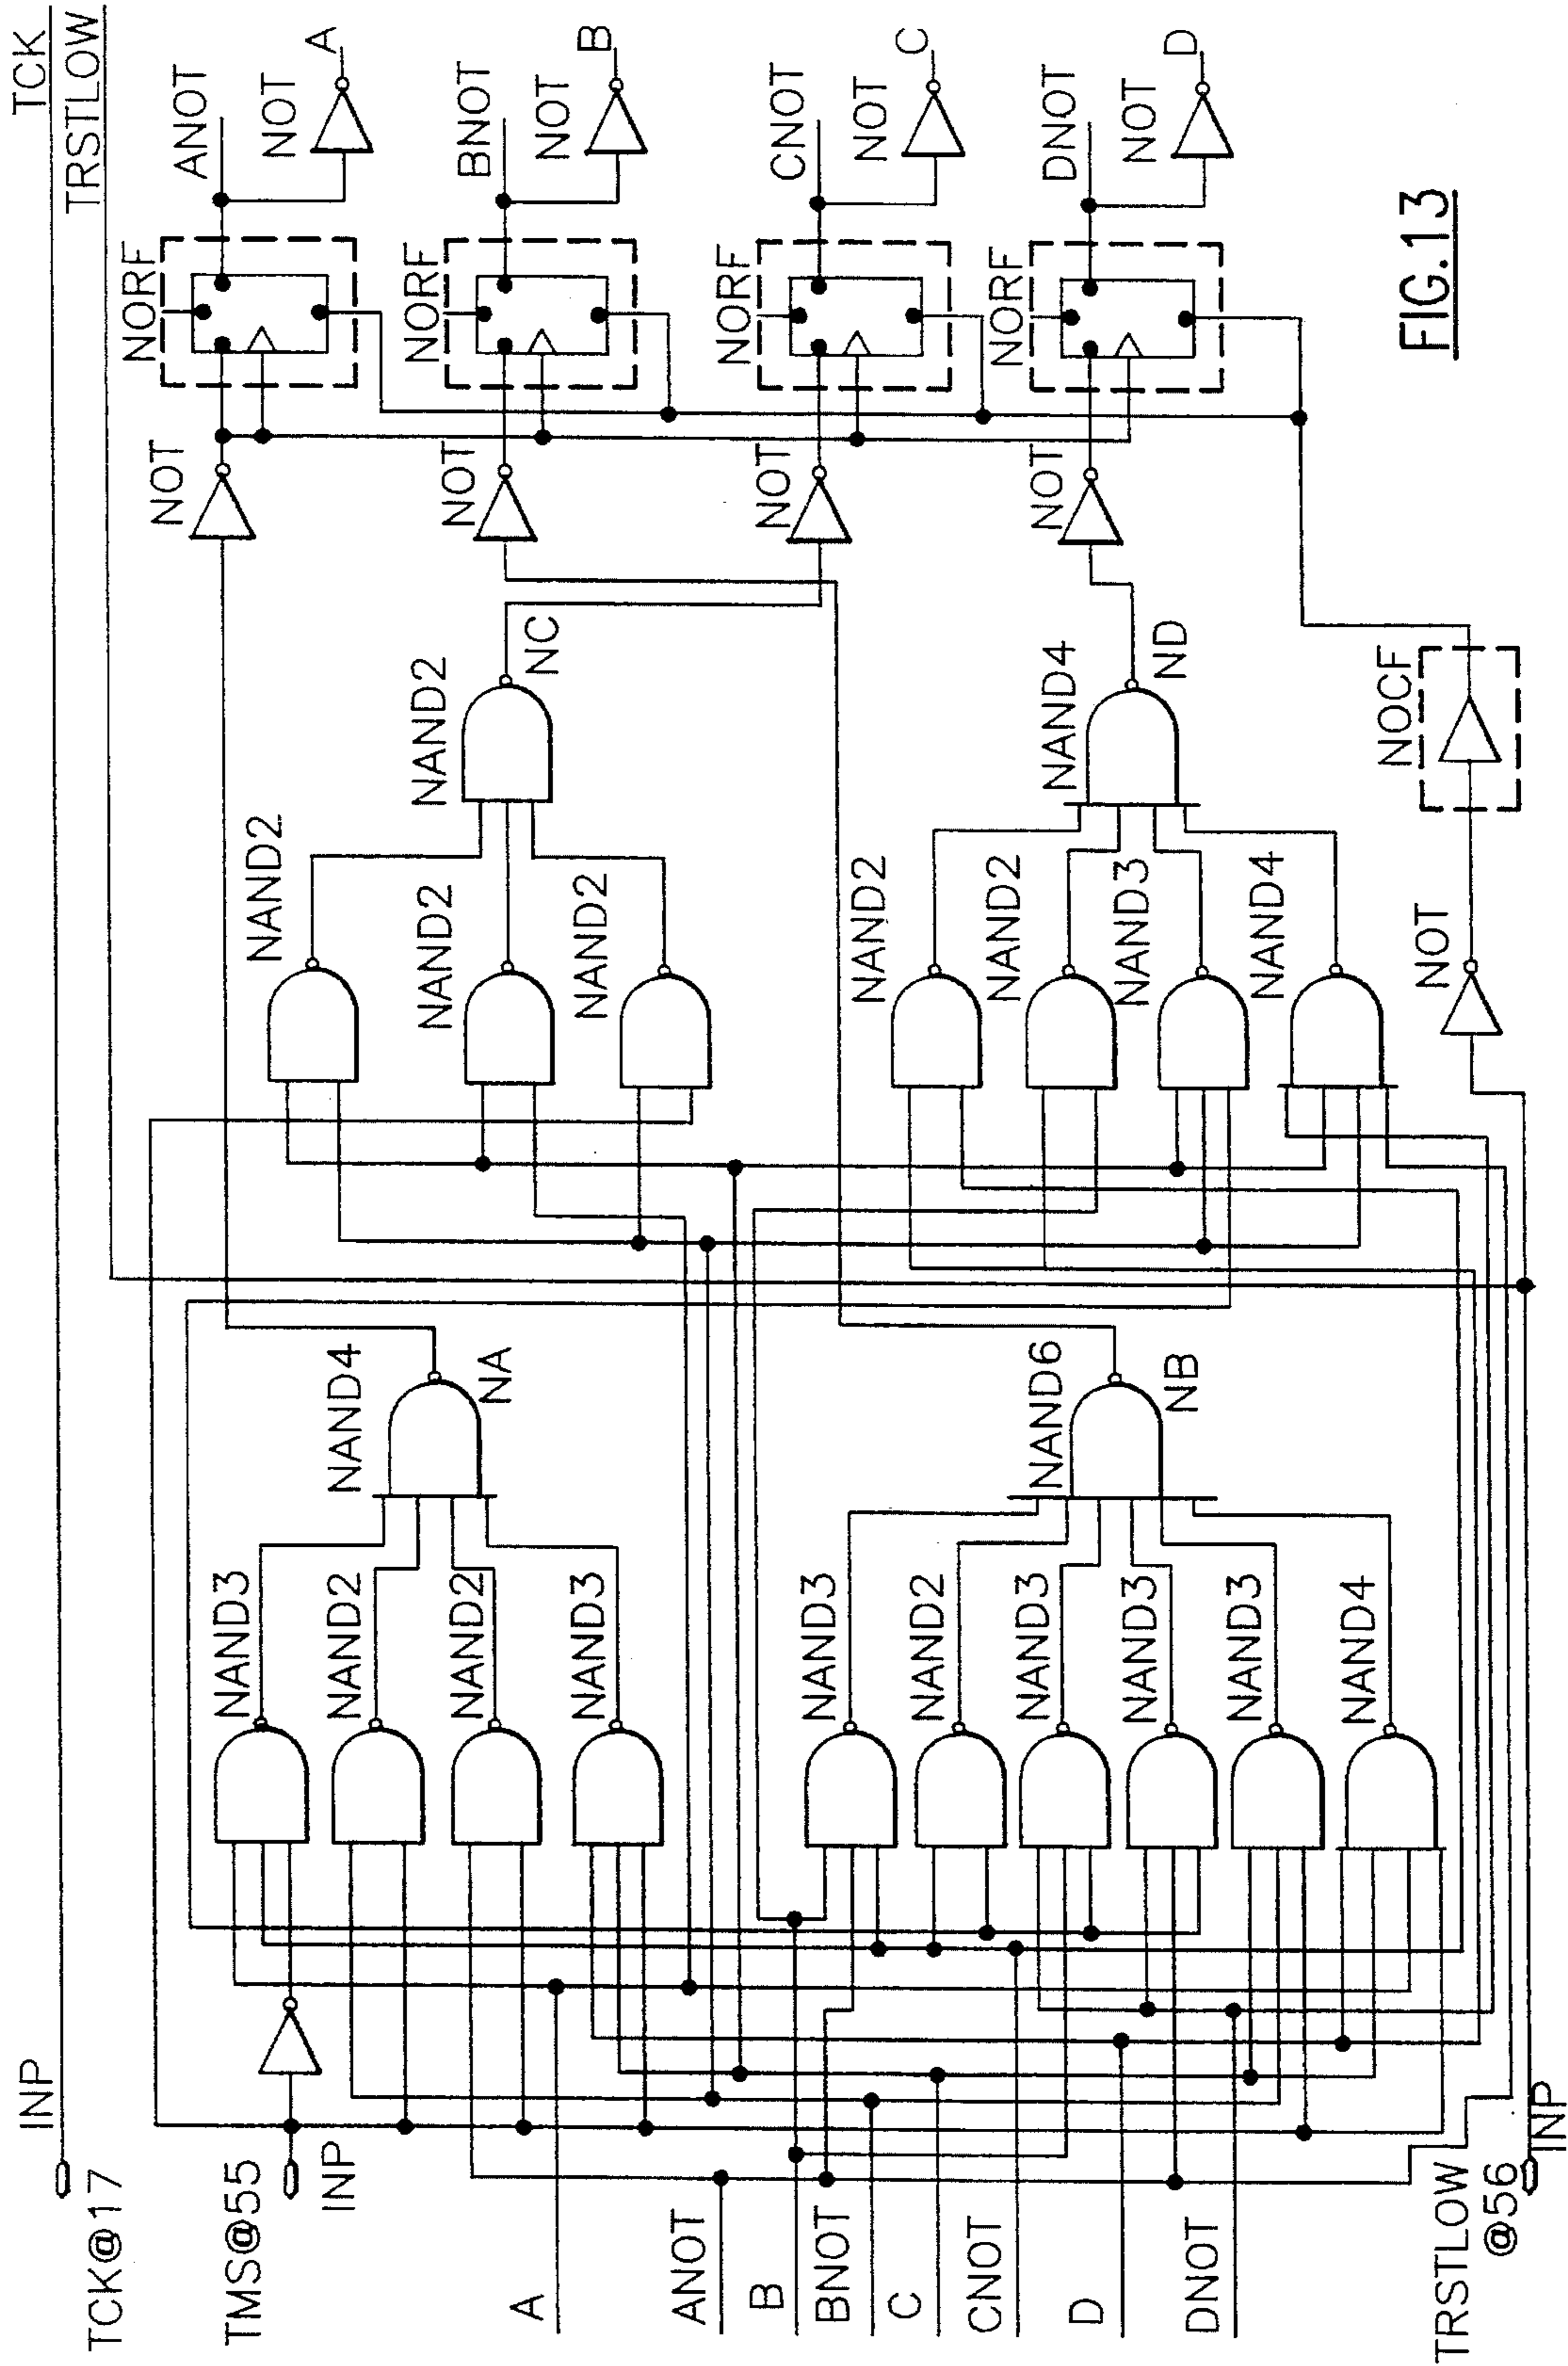 INP
TCK
TRSTLOW
TCK@17
NORF
ANOT
NOT
TMS@55
NAND3
NAND2
NOT
A
INP
NAND2
NAND4
NA
NAND2
NAND2
NORF
BNOT
NAND2
NOT
NAND2
NOT
B
A
NC
NAND3
ANOT
NORF
CNOT
NOT
NOT
C
B
NAND3
BNOT
NAND2
NAND2
C
NAND2
NAND2
NORF
DNOT
CNOT
NAND3
NAND6
NAND4
NOT
NOT
D
D
NAND3
NAND3
NB
ND
DNOT
NAND3
NAND4
NAND4
NOCF
NOT
FIG.13
TRSTLOW
@56
INP